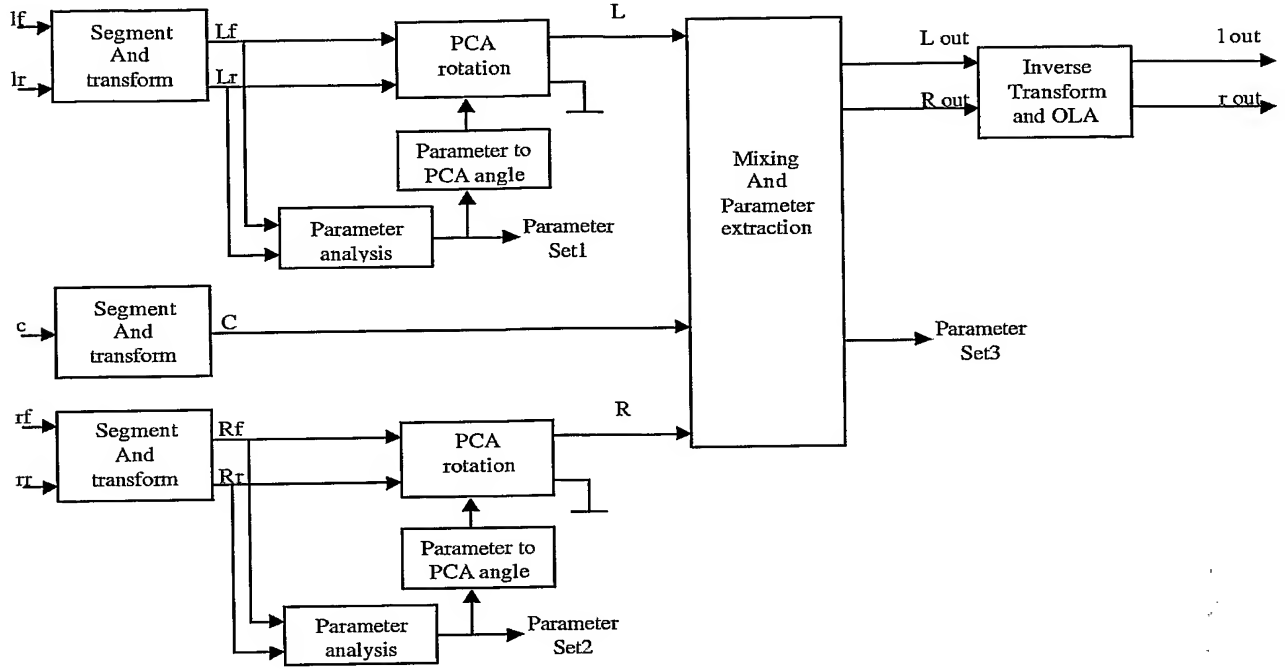 lf
lr
Segment
And
transform
Lf
Lr
PCA
rotation
L
Parameter to
PCA angle
Parameter
analysis
Parameter
Set1
c
Segment
And
transform
C
rf
rr
Segment
And
transform
Rf
Rr
PCA
rotation
R
Parameter to
PCA angle
Parameter
analysis
Parameter
Set2
Mixing
And
Parameter
extraction
L out
R out
Parameter
Set3
Inverse
Transform
and OLA
l out
r out